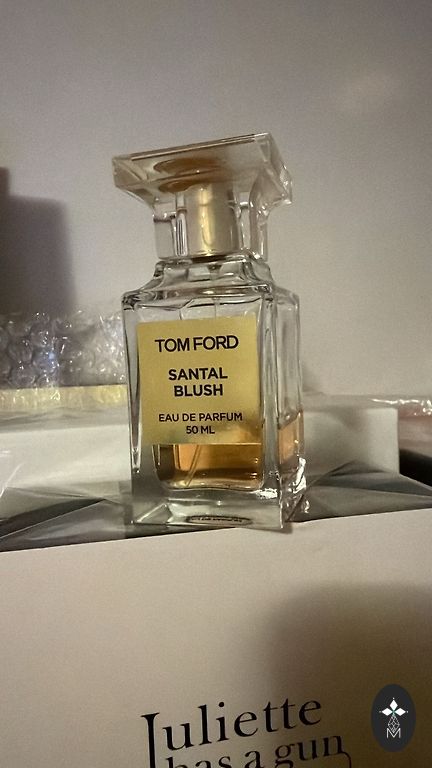 TOM FORD
SANTAL
BLUSH
EAU DE PARFUM
50 ML
Juliette
has a gun
M